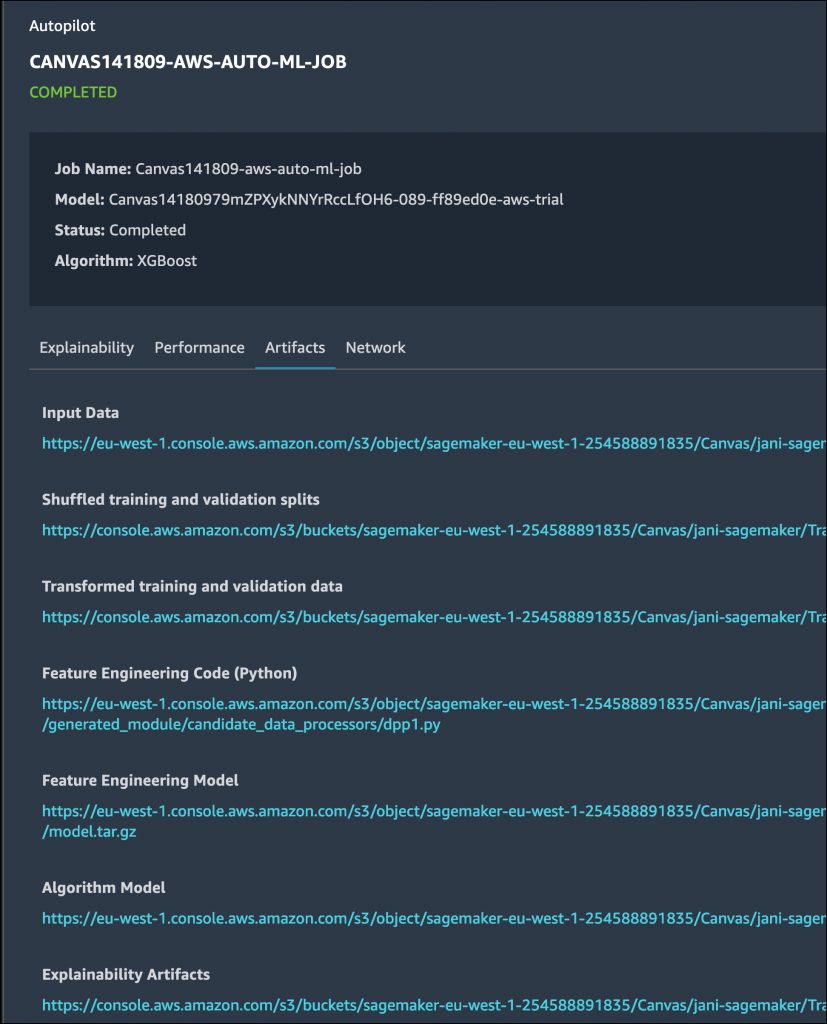 Autopilot
CANVAS141809-AWS-AUTO-ML-JOB
COMPLETED
Job Name: Canvas141809-aws-auto-ml-job
Model: Canvas14180979mZPXykNNYrRccLfOH6-089-ff89ed0e-aws-trial
Status: Completed
Algorithm: XGBoost
Explainability Performance Artifacts Network
Input Data
https://eu-west-1.console.aws.amazon.com/s3/object/sagemaker-eu-west-1-254588891835/Canvas/jani-sagem
Shuffled training and validation splits
https://console.aws.amazon.com/s3/buckets/sagemaker-eu-west-1-254588891835/Canvas/jani-sagemaker/Tra
Transformed training and validation data
https://console.aws.amazon.com/s3/buckets/sagemaker-eu-west-1-254588891835/Canvas/jani-sagemaker/Tra
Feature Engineering Code (Python)
https://eu-west-1.console.aws.amazon.com/s3/object/sagemaker-eu-west-1-254588891835/Canvas/jani-sagem
/generated_module/candidate_data_processors/dpp1.py
Feature Engineering Model
https://eu-west-1.console.aws.amazon.com/s3/object/sagemaker-eu-west-1-254588891835/Canvas/jani-sagem
/model.tar.gz
Algorithm Model
https://eu-west-1.console.aws.amazon.com/s3/object/sagemaker-eu-west-1-254588891835/Canvas/jani-sagem
Explainability Artifacts
https://console.aws.amazon.com/s3/buckets/sagemaker-eu-west-1-254588891835/Canvas/jani-sagemaker/Tra